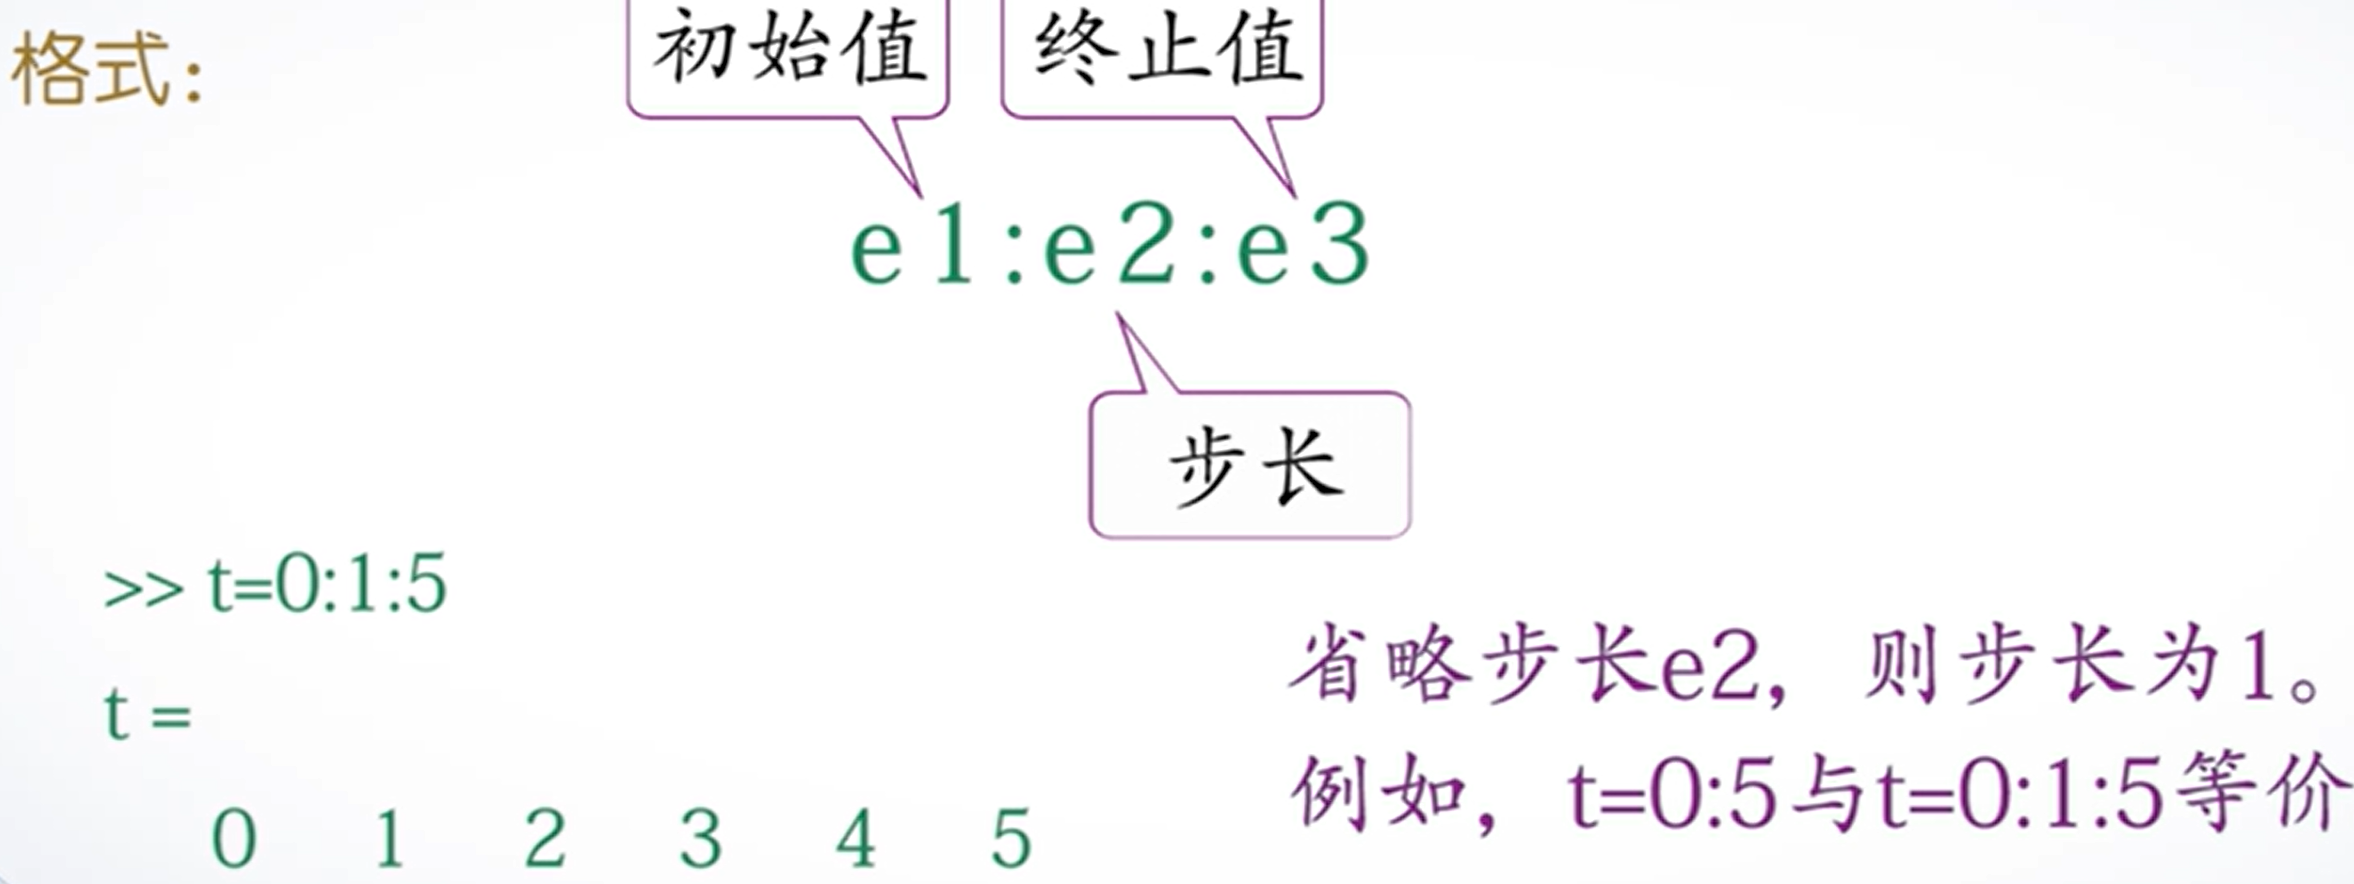 格式：
初始值
终止值
e1:e2:e3
步长
>> t=0:1:5
t =
0 1 2 3 4 5
省略步长e2，则步长为1。
例如，t=0:5与t=0:1:5等价